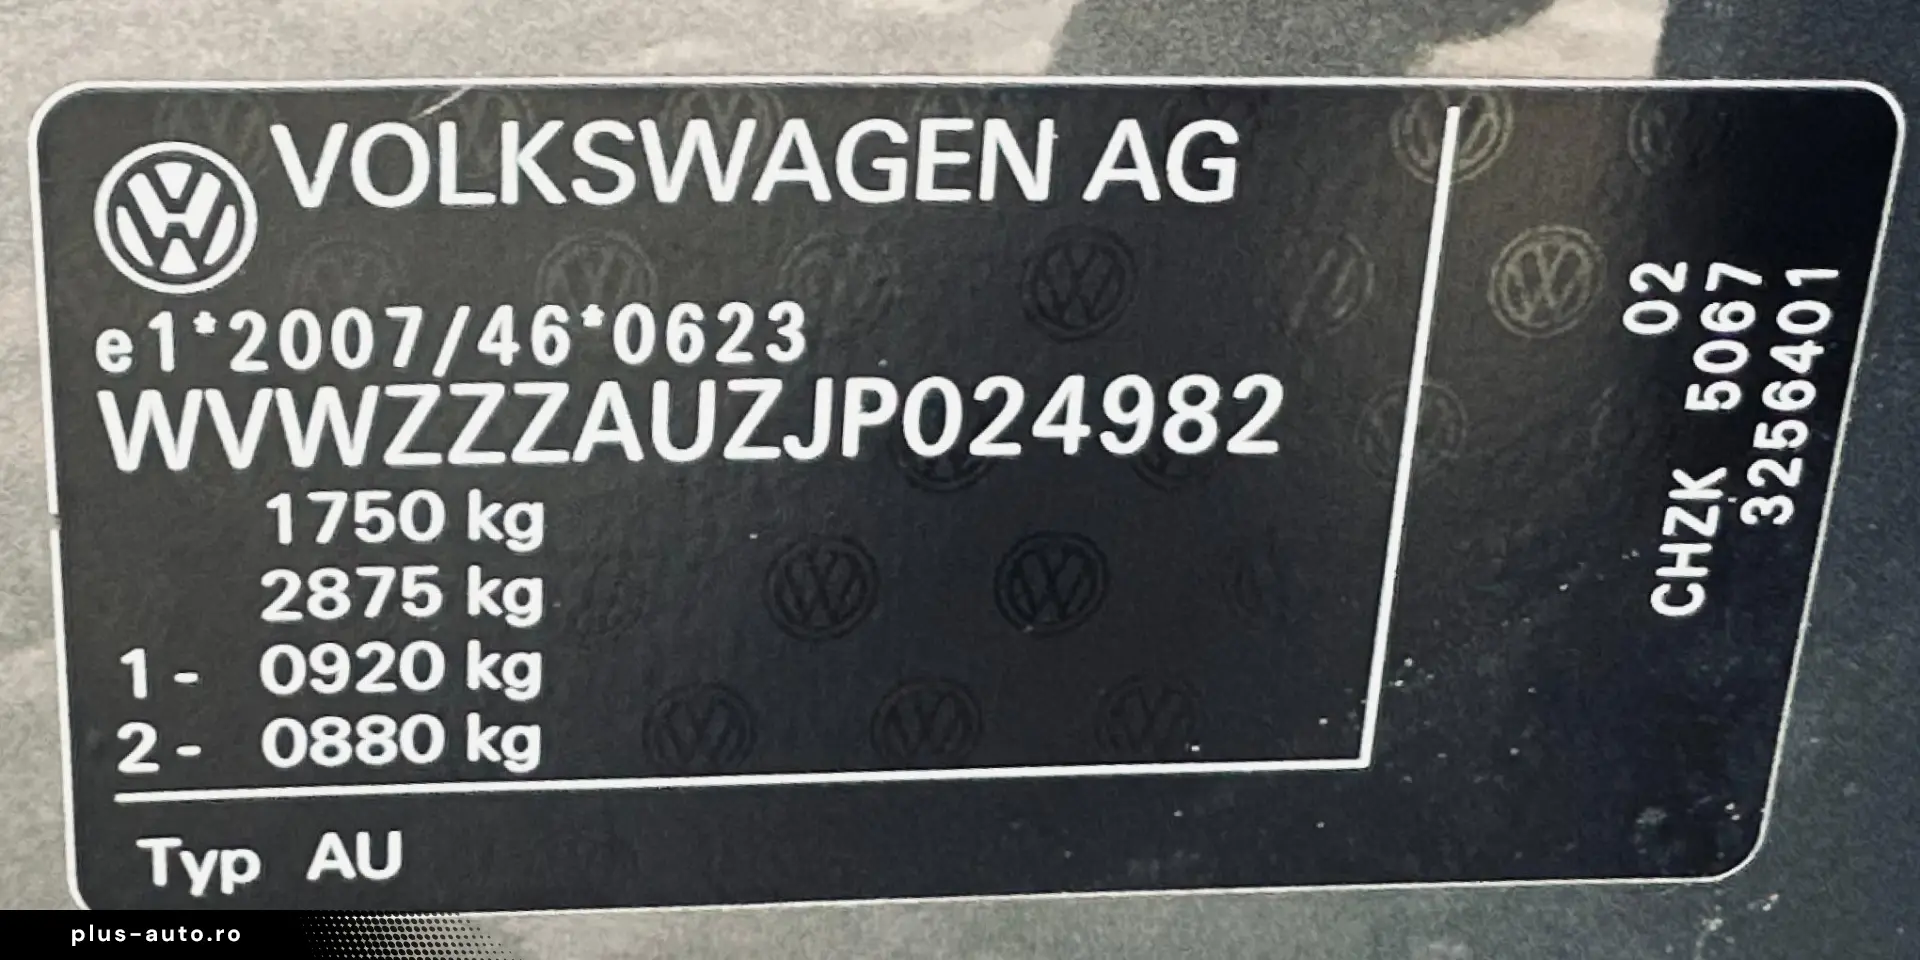 VOLKSWAGEN AG
e1*2007/46*0623
WVWZZZAUZJP024982
1750 kg
2875 kg
1- 0920 kg
2- 0880 kg
Typ AU
02
CHZK 5067
3256401
plus-auto.ro